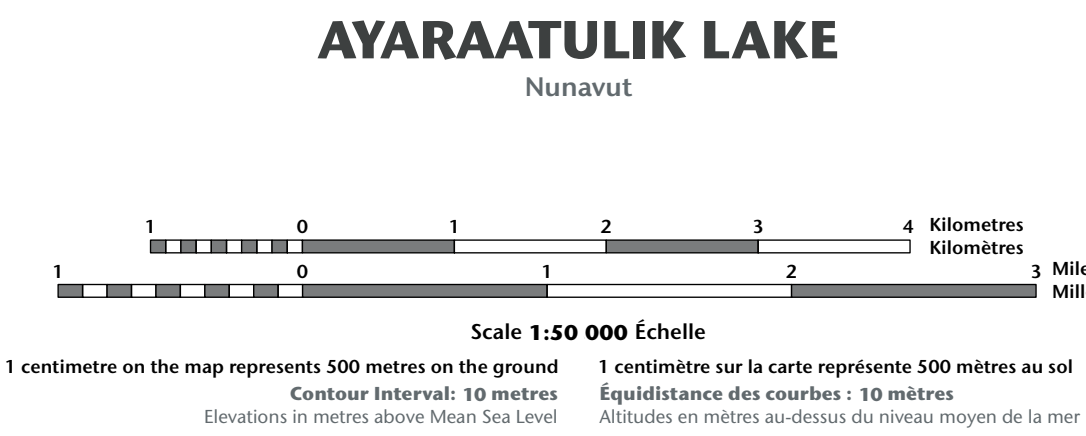 AYARAATULIK LAKE
Nunavut
1 0 1 2 3 4 Kilometres
Kilomètres
1 0 1 2 3
Scale 1:50 000 Échelle
1 centimetre on the map represents 500 metres on the ground
Contour Interval: 10 metres
Elevations in metres above Mean Sea Level
1 centimètre sur la carte représente 500 mètres au sol
Équidistance des courbes : 10 mètres
Altitudes en mètres au-dessus du niveau moyen de la mer